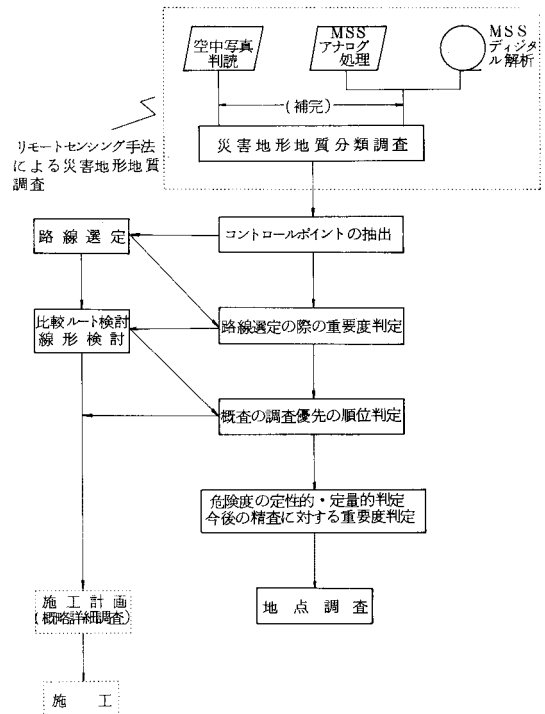 空中写真
判読
MSS
アナログ
処理
MSS
ディジタ
ル解析
(補完)
災害地形地質分類調査
リモートセンシング手法
による災害地形地質
調査
コントロールポイントの抽出
路線選定
路線選定の際の重要度判定
比較ルート検討
線形検討
概査の調査優先の順位判定
危険度の定性的・定量的判定
今後の精査に対する重要度判定
地点調査
施工計画
(概略詳細調査)
施工